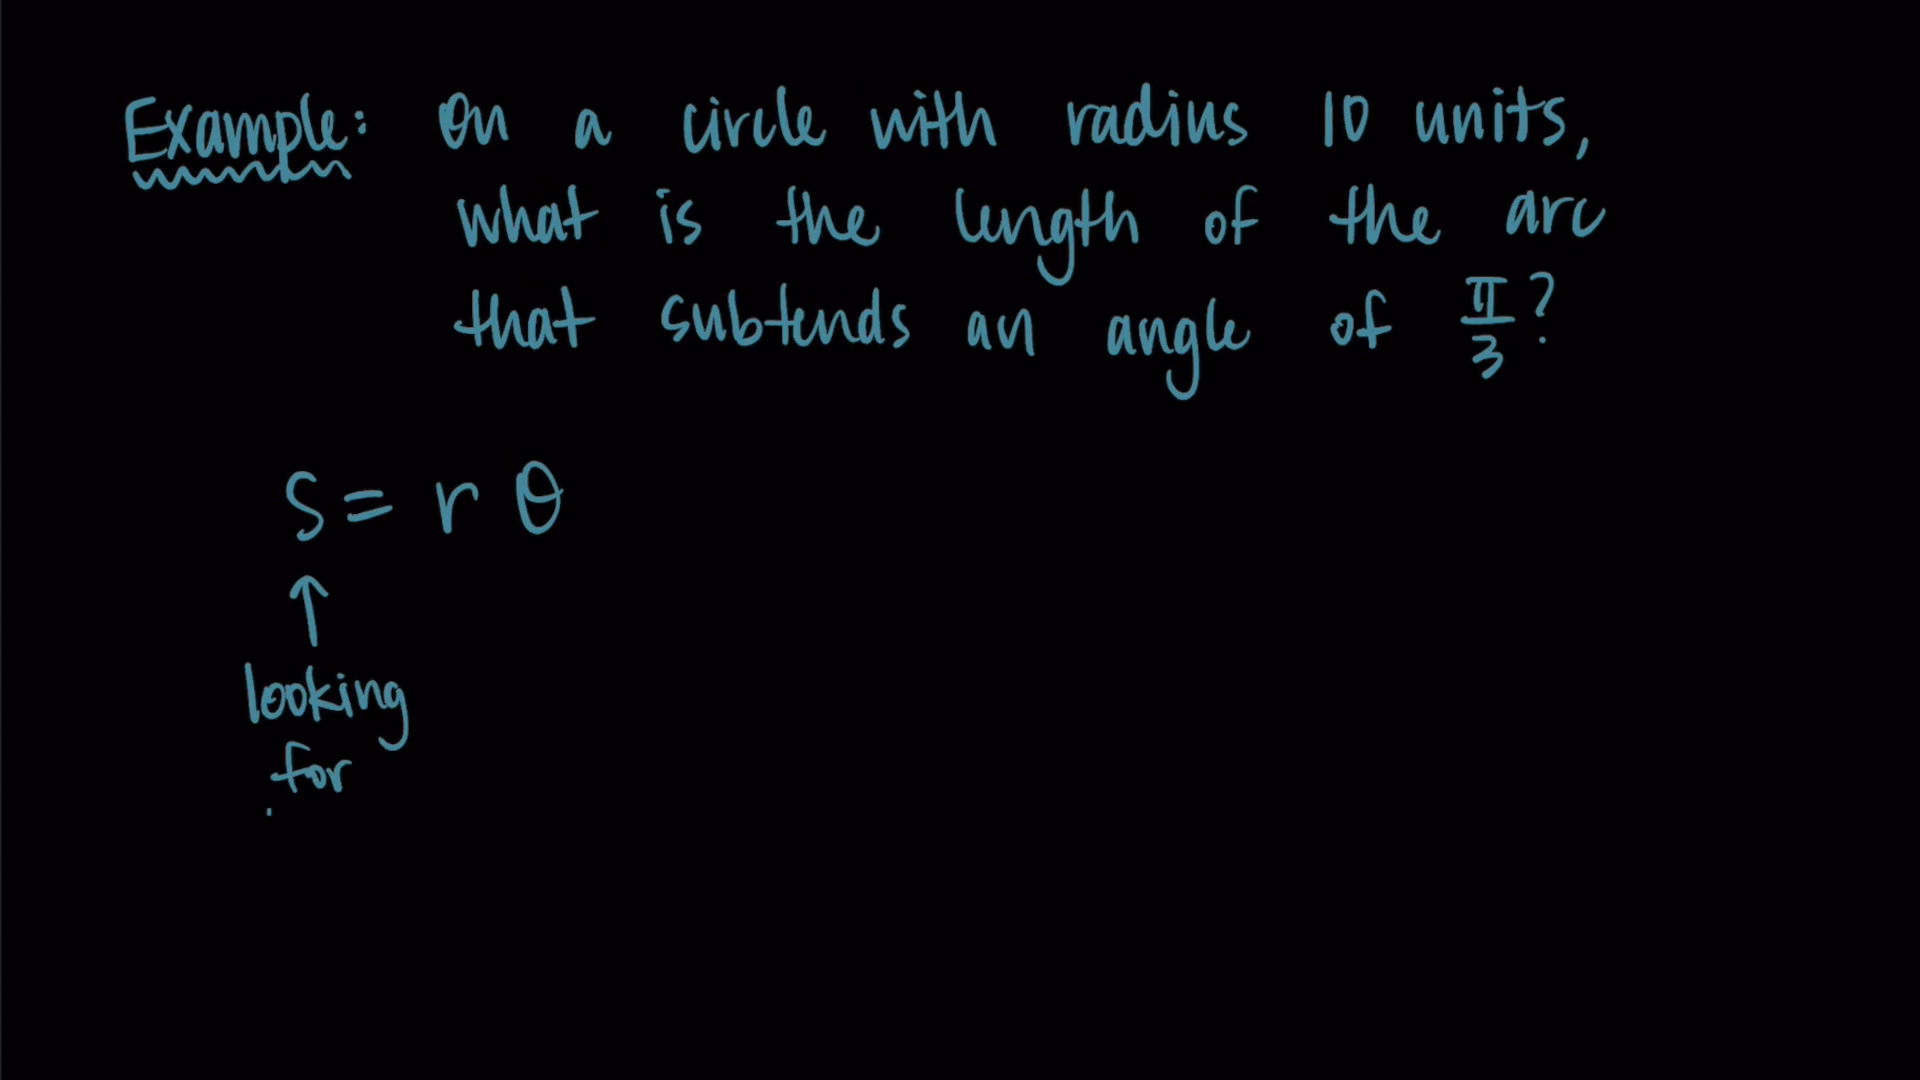 Example: On a circle with radius 10 units,
what is the length of the arc
that subtends an angle of π/3?
s = r θ
↑
looking
for